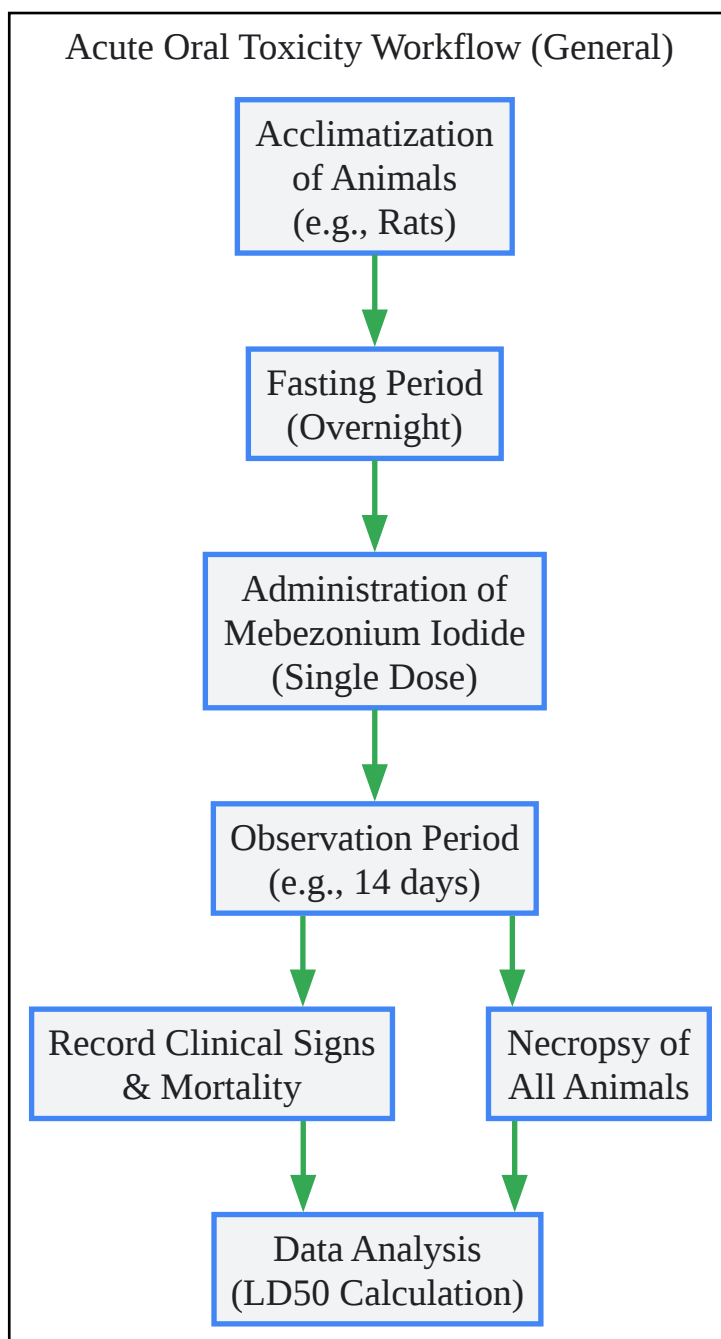 Acute Oral Toxicity Workflow (General)
Acclimatization
of Animals
(e.g., Rats)
Fasting Period
(Overnight)
Administration of
Mebezonium Iodide
(Single Dose)
Observation Period
(e.g., 14 days)
Record Clinical Signs
& Mortality
Necropsy of
All Animals
Data Analysis
(LD50 Calculation)